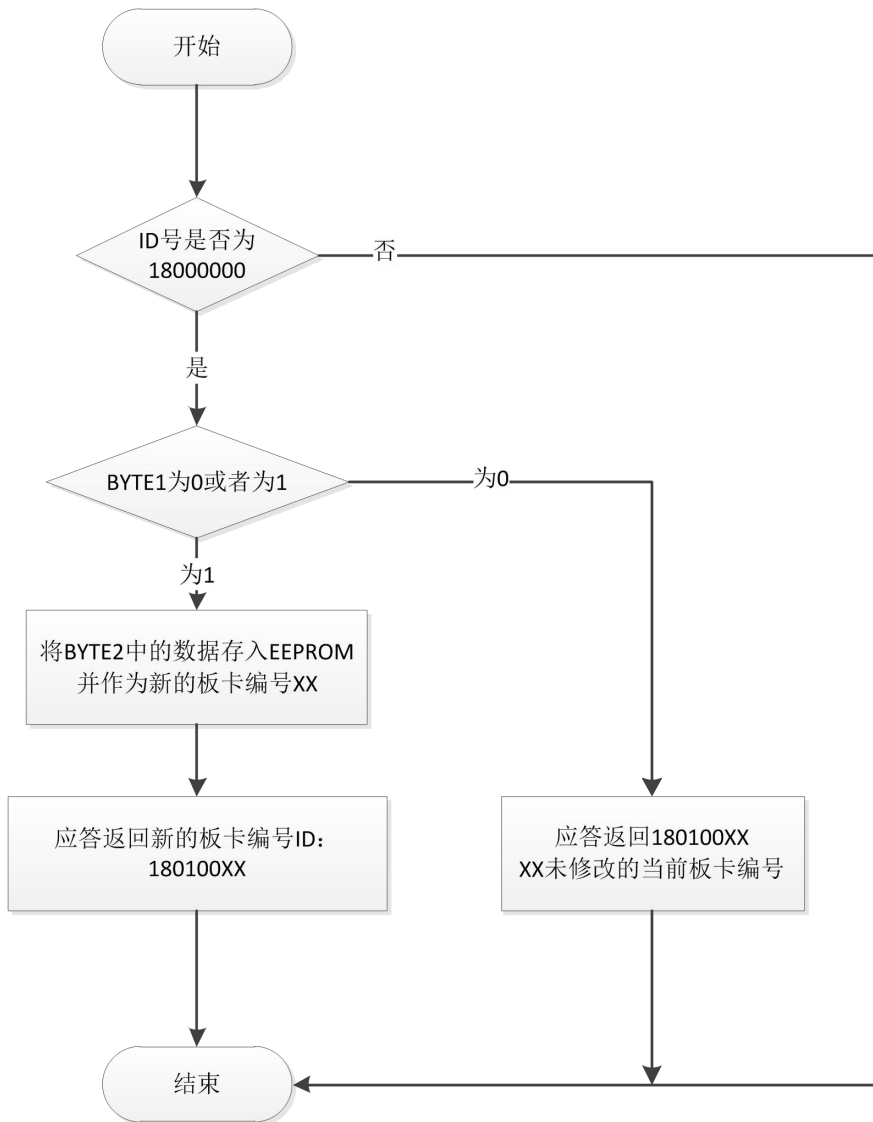 开始
ID号是否为
18000000
否
是
BYTE1为0或者为1
为0
为1
将BYTE2中的数据存入EEPROM
并作为新的板卡编号XX
应答返回新的板卡编号ID：
180100XX
应答返回180100XX
XX未修改的当前板卡编号
结束